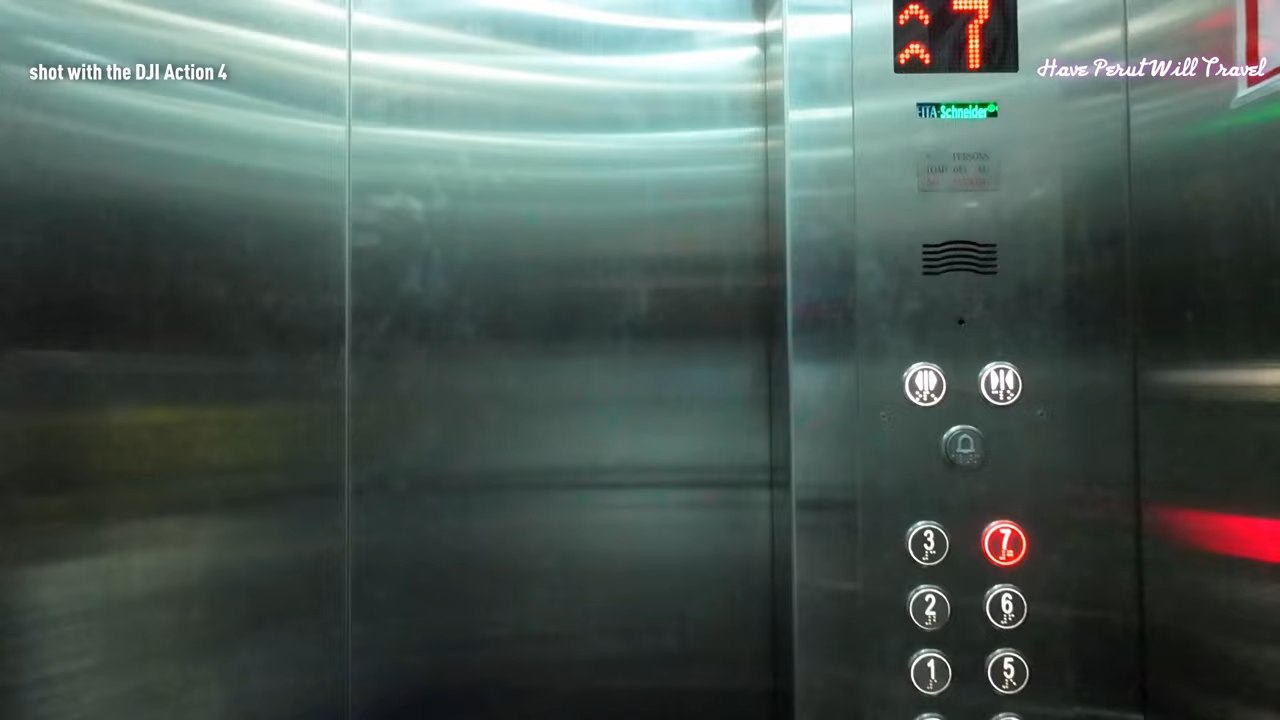 7
shot with the DJI Action 4
Have Perut Will Travel
Schneider
PERSONS
LOAD
3 7
2 6
1 5